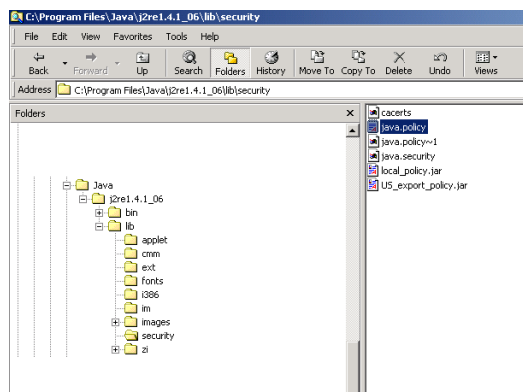 C:\Program Files\Java\j2re1.4.1_06\lib\security
File Edit View Favorites Tools Help
Back Forward Up Search Folders History Move To Copy To Delete Undo Views
Address C:\Program Files\Java\j2re1.4.1_06\lib\security
Folders
Java
j2re1.4.1_06
bin
lib
applet
cmm
ext
fonts
i386
im
images
security
zi
cacerts
java.policy
java.policy~1
java.security
local_policy.jar
US_export_policy.jar